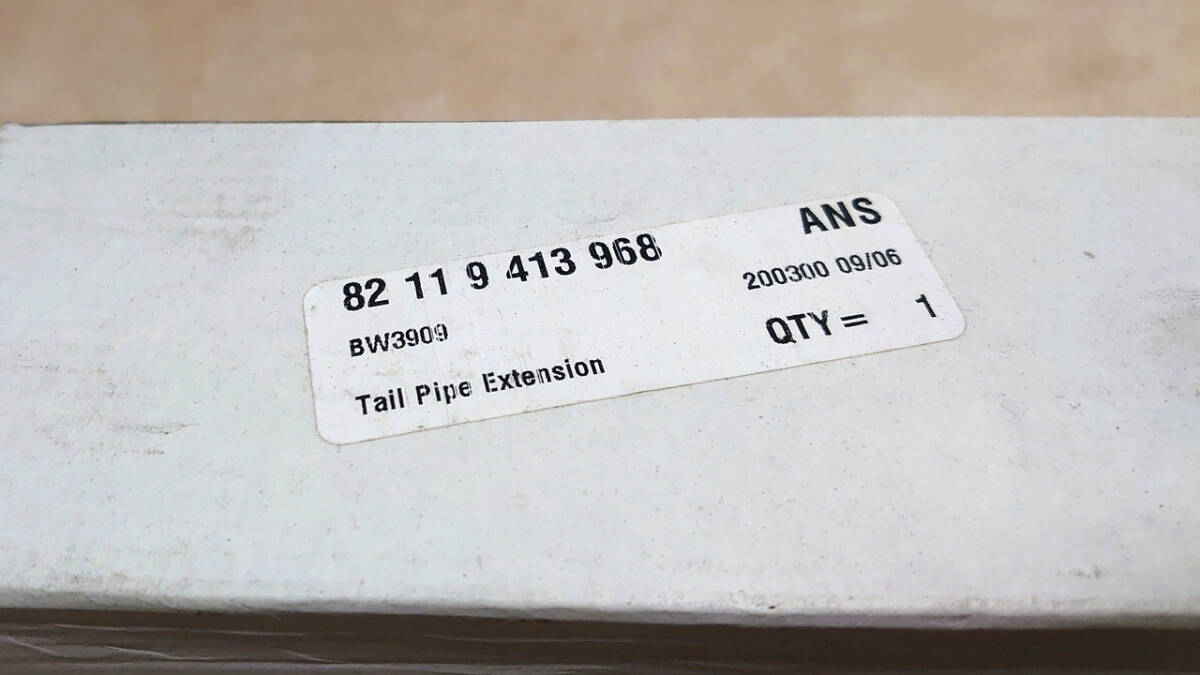 82 11 9 413 968
ANS
BW3909
200300 09/06
Tail Pipe Extension
QTY = 1